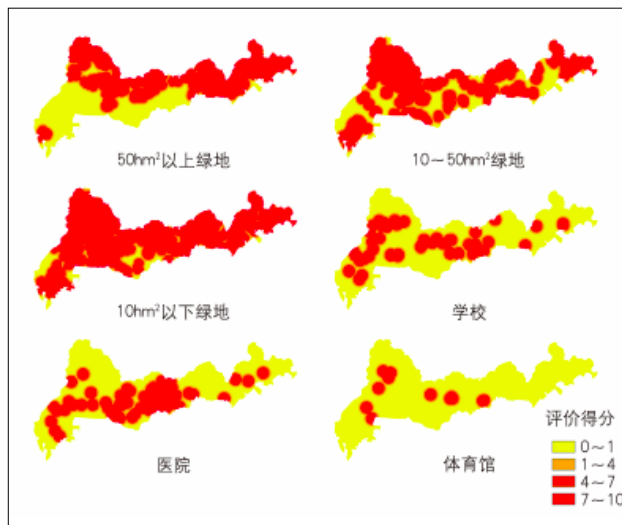 50hm²以上绿地
10～50hm²绿地
10hm²以下绿地
学校
医院
体育馆
评价得分
0～1
1～4
4～7
7～10